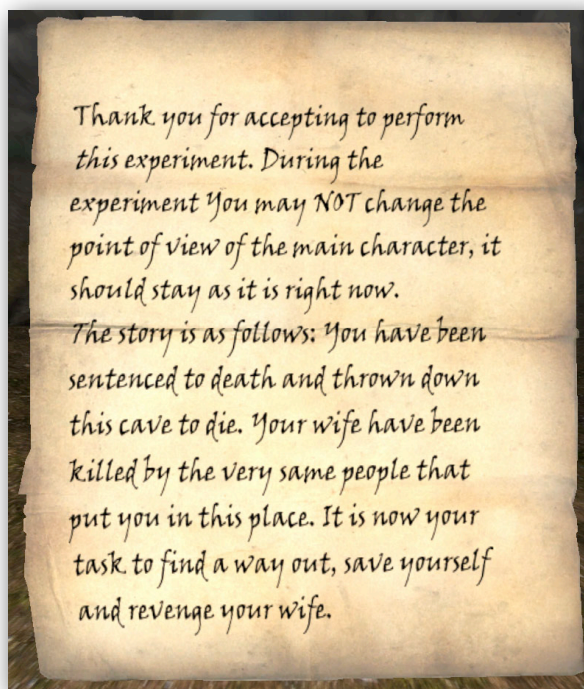 Thank you for accepting to perform
this experiment. During the
experiment You may NOT change the
point of view of the main character, it
should stay as it is right now.
The story is as follows: You have been
sentenced to death and thrown down
this cave to die. Your wife have been
killed by the very same people that
put you in this place. It is now your
task to find a way out, save yourself
and revenge your wife.